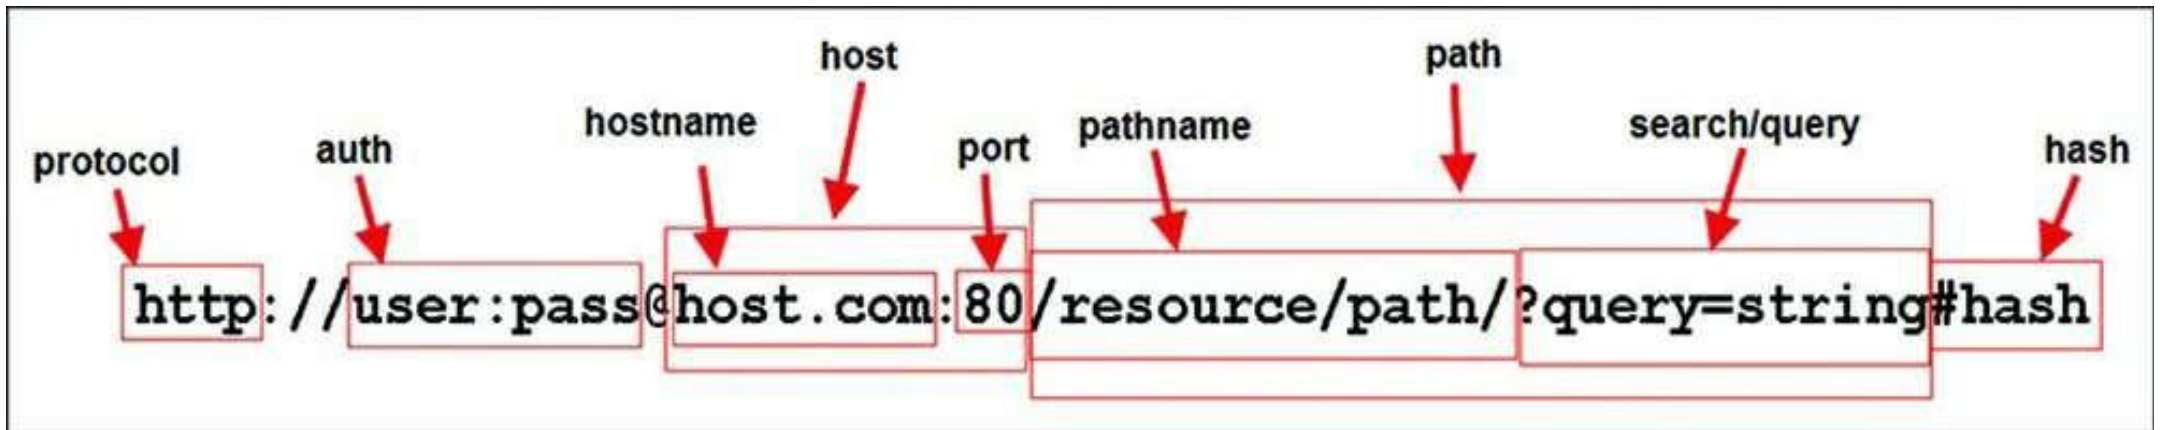 host
path
hostname
pathname
search/query
protocol
auth
port
hash
http://user:pass@host.com:80/resource/path/?query=string#hash